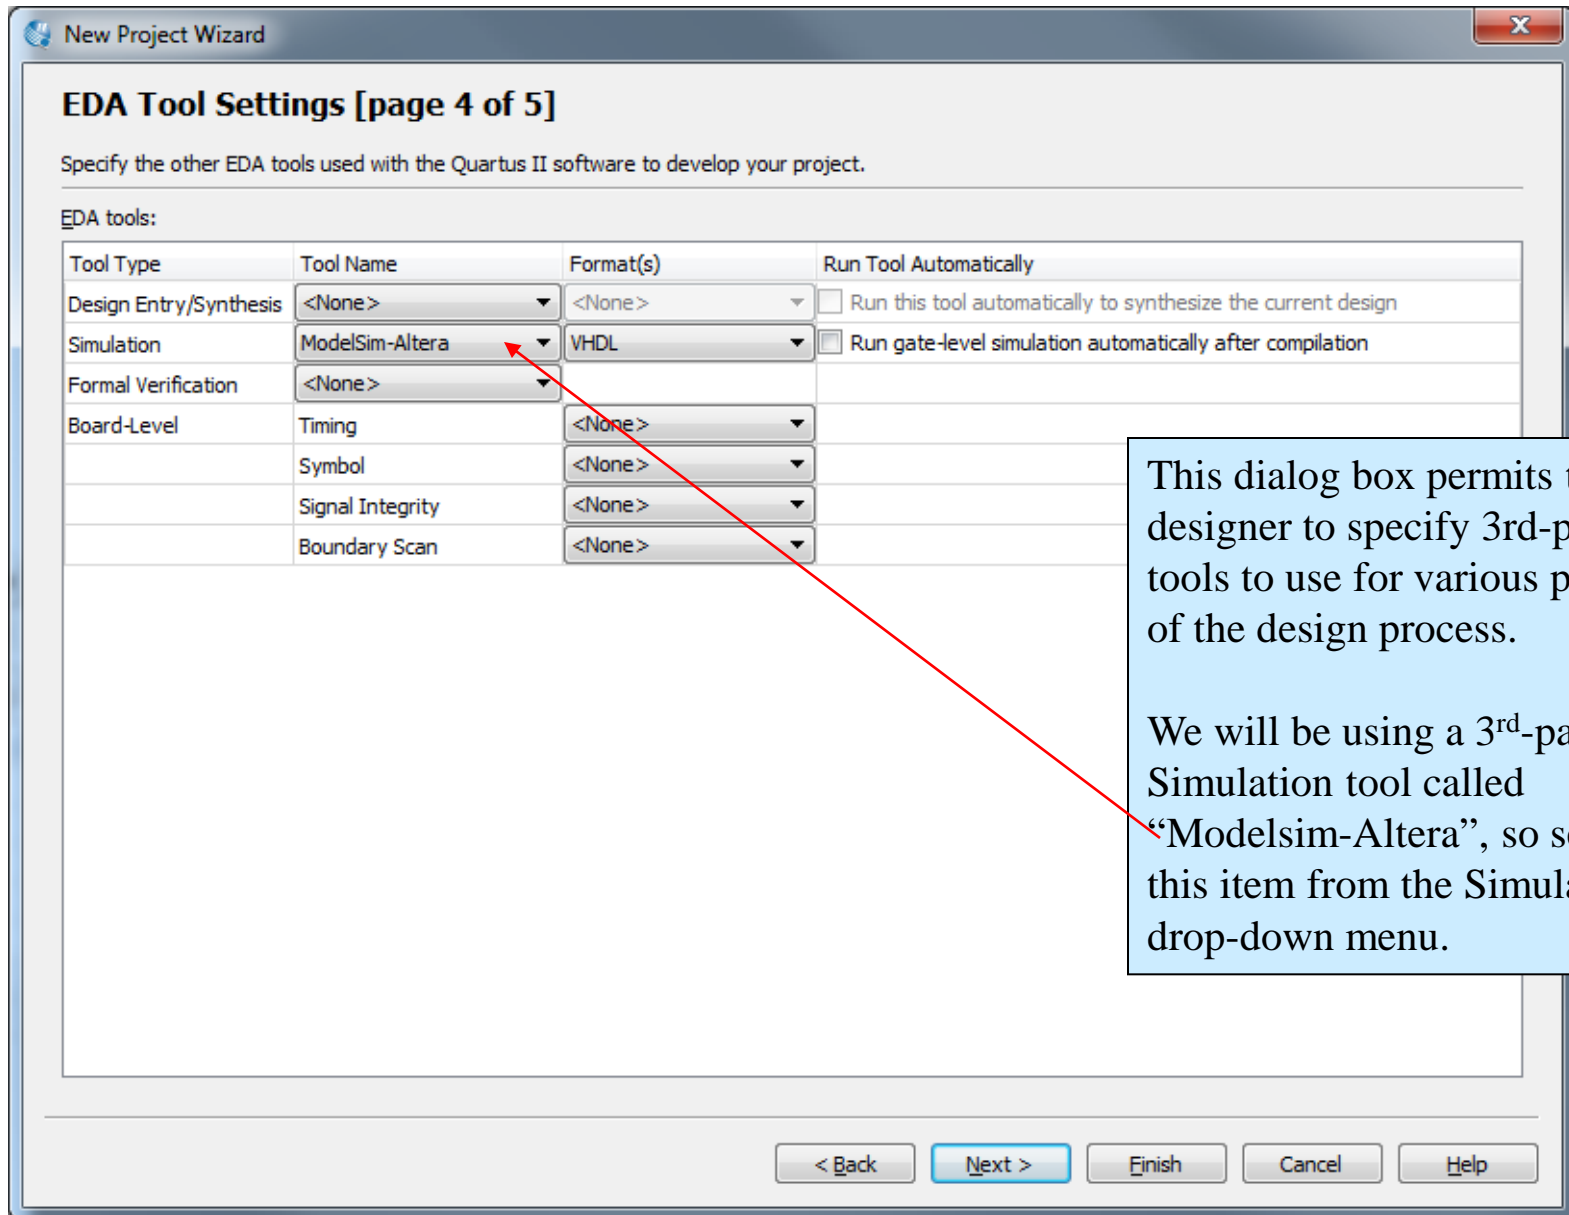 New Project Wizard
EDA Tool Settings [page 4 of 5]
Specify the other EDA tools used with the Quartus II software to develop your project.
EDA tools:
Tool Type Tool Name Format(s) Run Tool Automatically
Design Entry/Synthesis <None> <None> Run this tool automatically to synthesize the current design
Simulation ModelSim-Altera VHDL Run gate-level simulation automatically after compilation
Formal Verification <None>
Board-Level Timing <None>
Symbol <None>
Signal Integrity <None>
Boundary Scan <None>
This dialog box permits
designer to specify
tools to use for various
of the design process.
We will be using a
Simulation tool called
“Modelsim-Altera”, so
this item from the
drop-down menu.
< Back Next > Finish Cancel Help